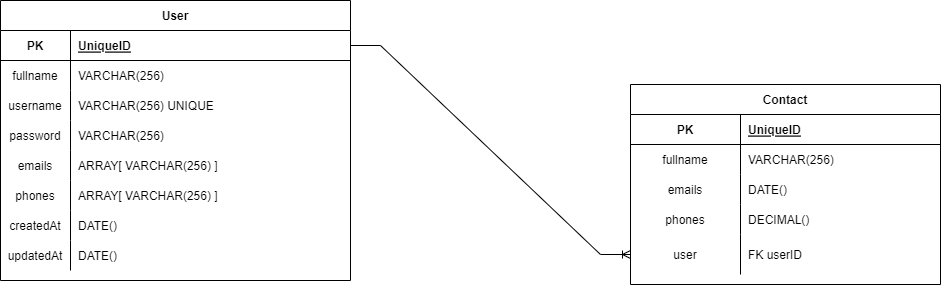 User
PK UniqueID
fullname VARCHAR(256)
username VARCHAR(256) UNIQUE
password VARCHAR(256)
emails ARRAY[ VARCHAR(256) ]
phones ARRAY[ VARCHAR(256) ]
createdAt DATE()
updatedAt DATE()
Contact
PK UniqueID
fullname VARCHAR(256)
emails DATE()
phones DECIMAL()
user FK userID